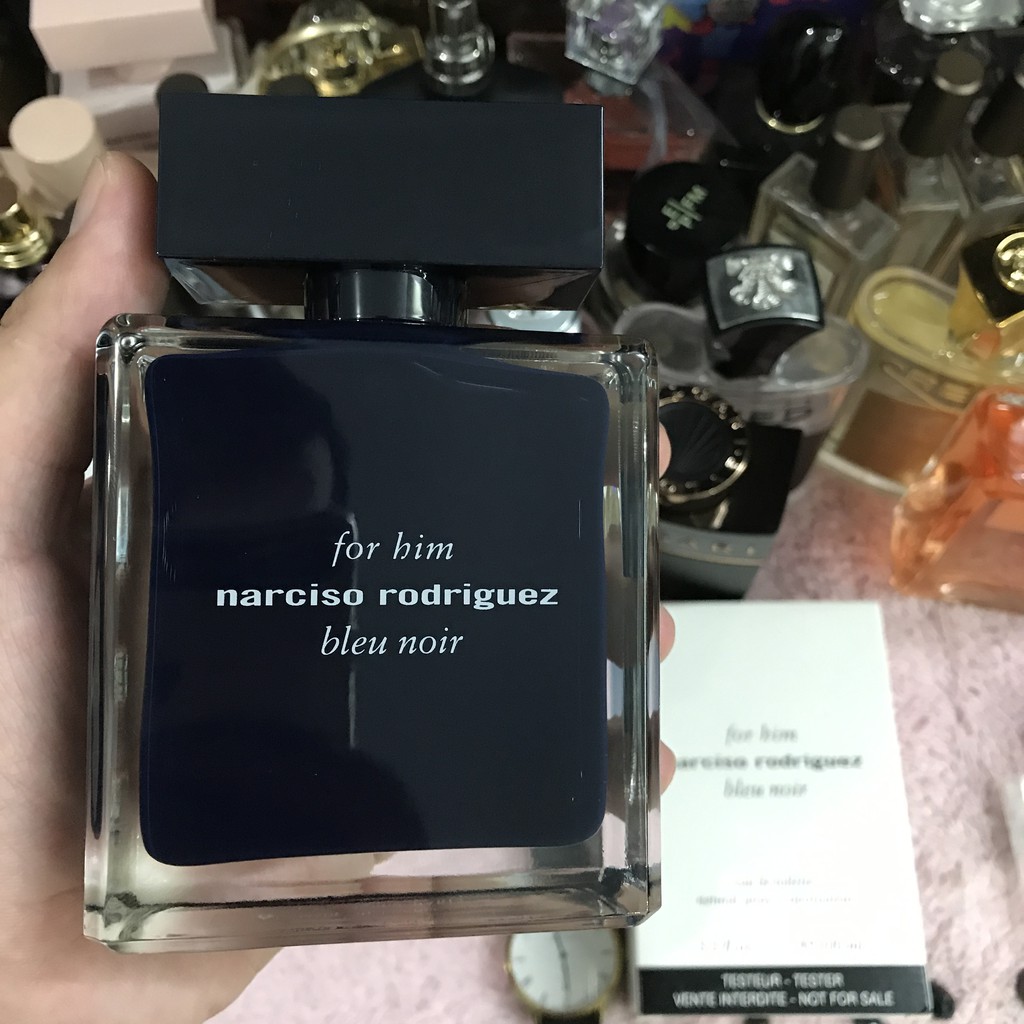 for him
narciso rodriguez
bleu noir
for him
narciso rodriguez
bleu noir
TESTEUR - TESTER
VENTE INTERDITE - NOT FOR SALE